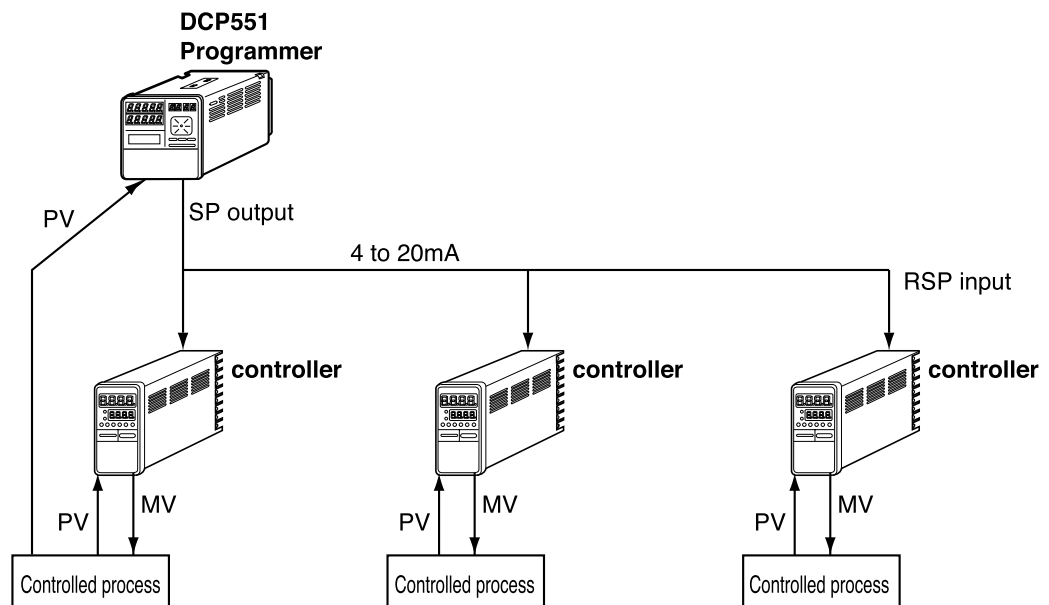 DCP551
Programmer
PV
SP output
4 to 20mA
RSP input
controller
controller
controller
PV
MV
PV
MV
PV
MV
Controlled process
Controlled process
Controlled process